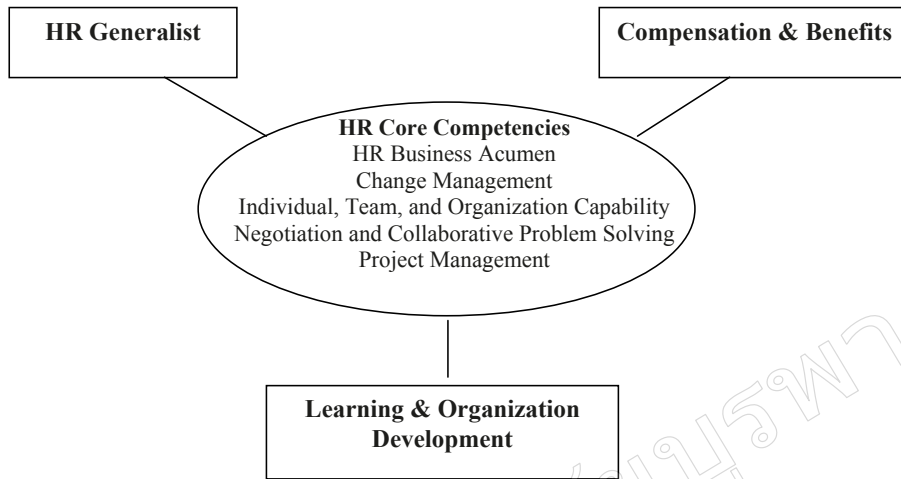 HR Generalist
Compensation & Benefits
HR Core Competencies
HR Business Acumen
Change Management
Individual, Team, and Organization Capability
Negotiation and Collaborative Problem Solving
Project Management
Learning & Organization
Development